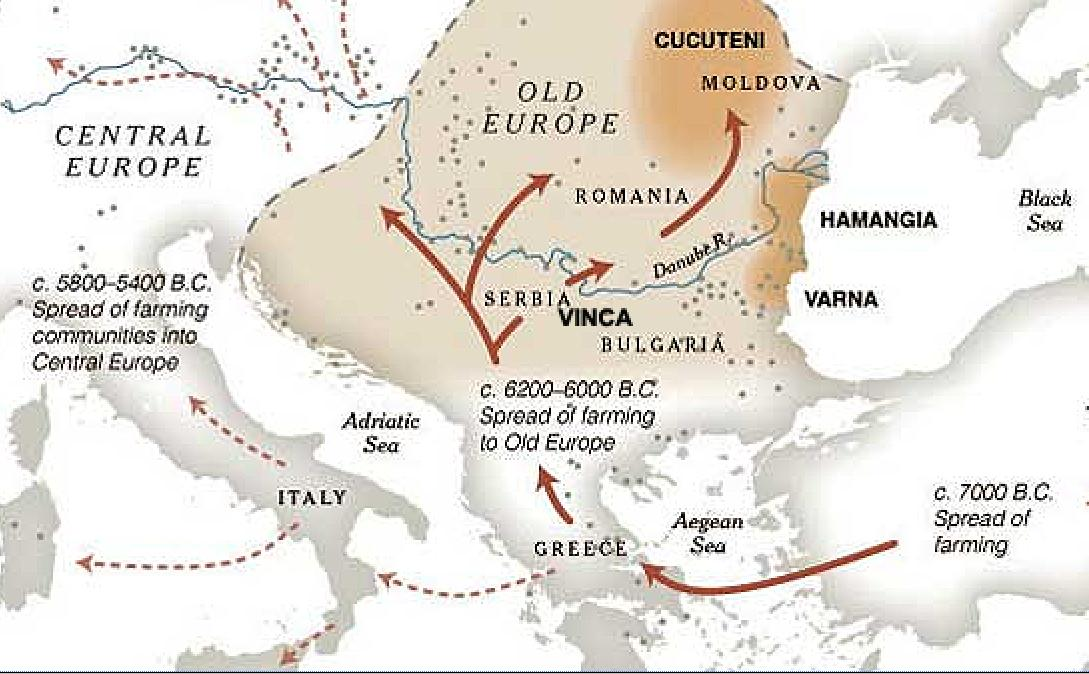 CUCUTENI
MOLDOVA
OLD
EUROPE
CENTRAL
EUROPE
ROMANIA
Black
Sea
HAMANGIA
Danube R.
c. 5800–5400 B.C.
Spread of farming
communities into
Central Europe
SERBIA
VINCA
VARNA
BULGARIA
c. 6200–6000 B.C.
Spread of farming
to Old Europe
Adriatic
Sea
ITALY
c. 7000 B.C.
Spread of
farming
Aegean
Sea
GREECE